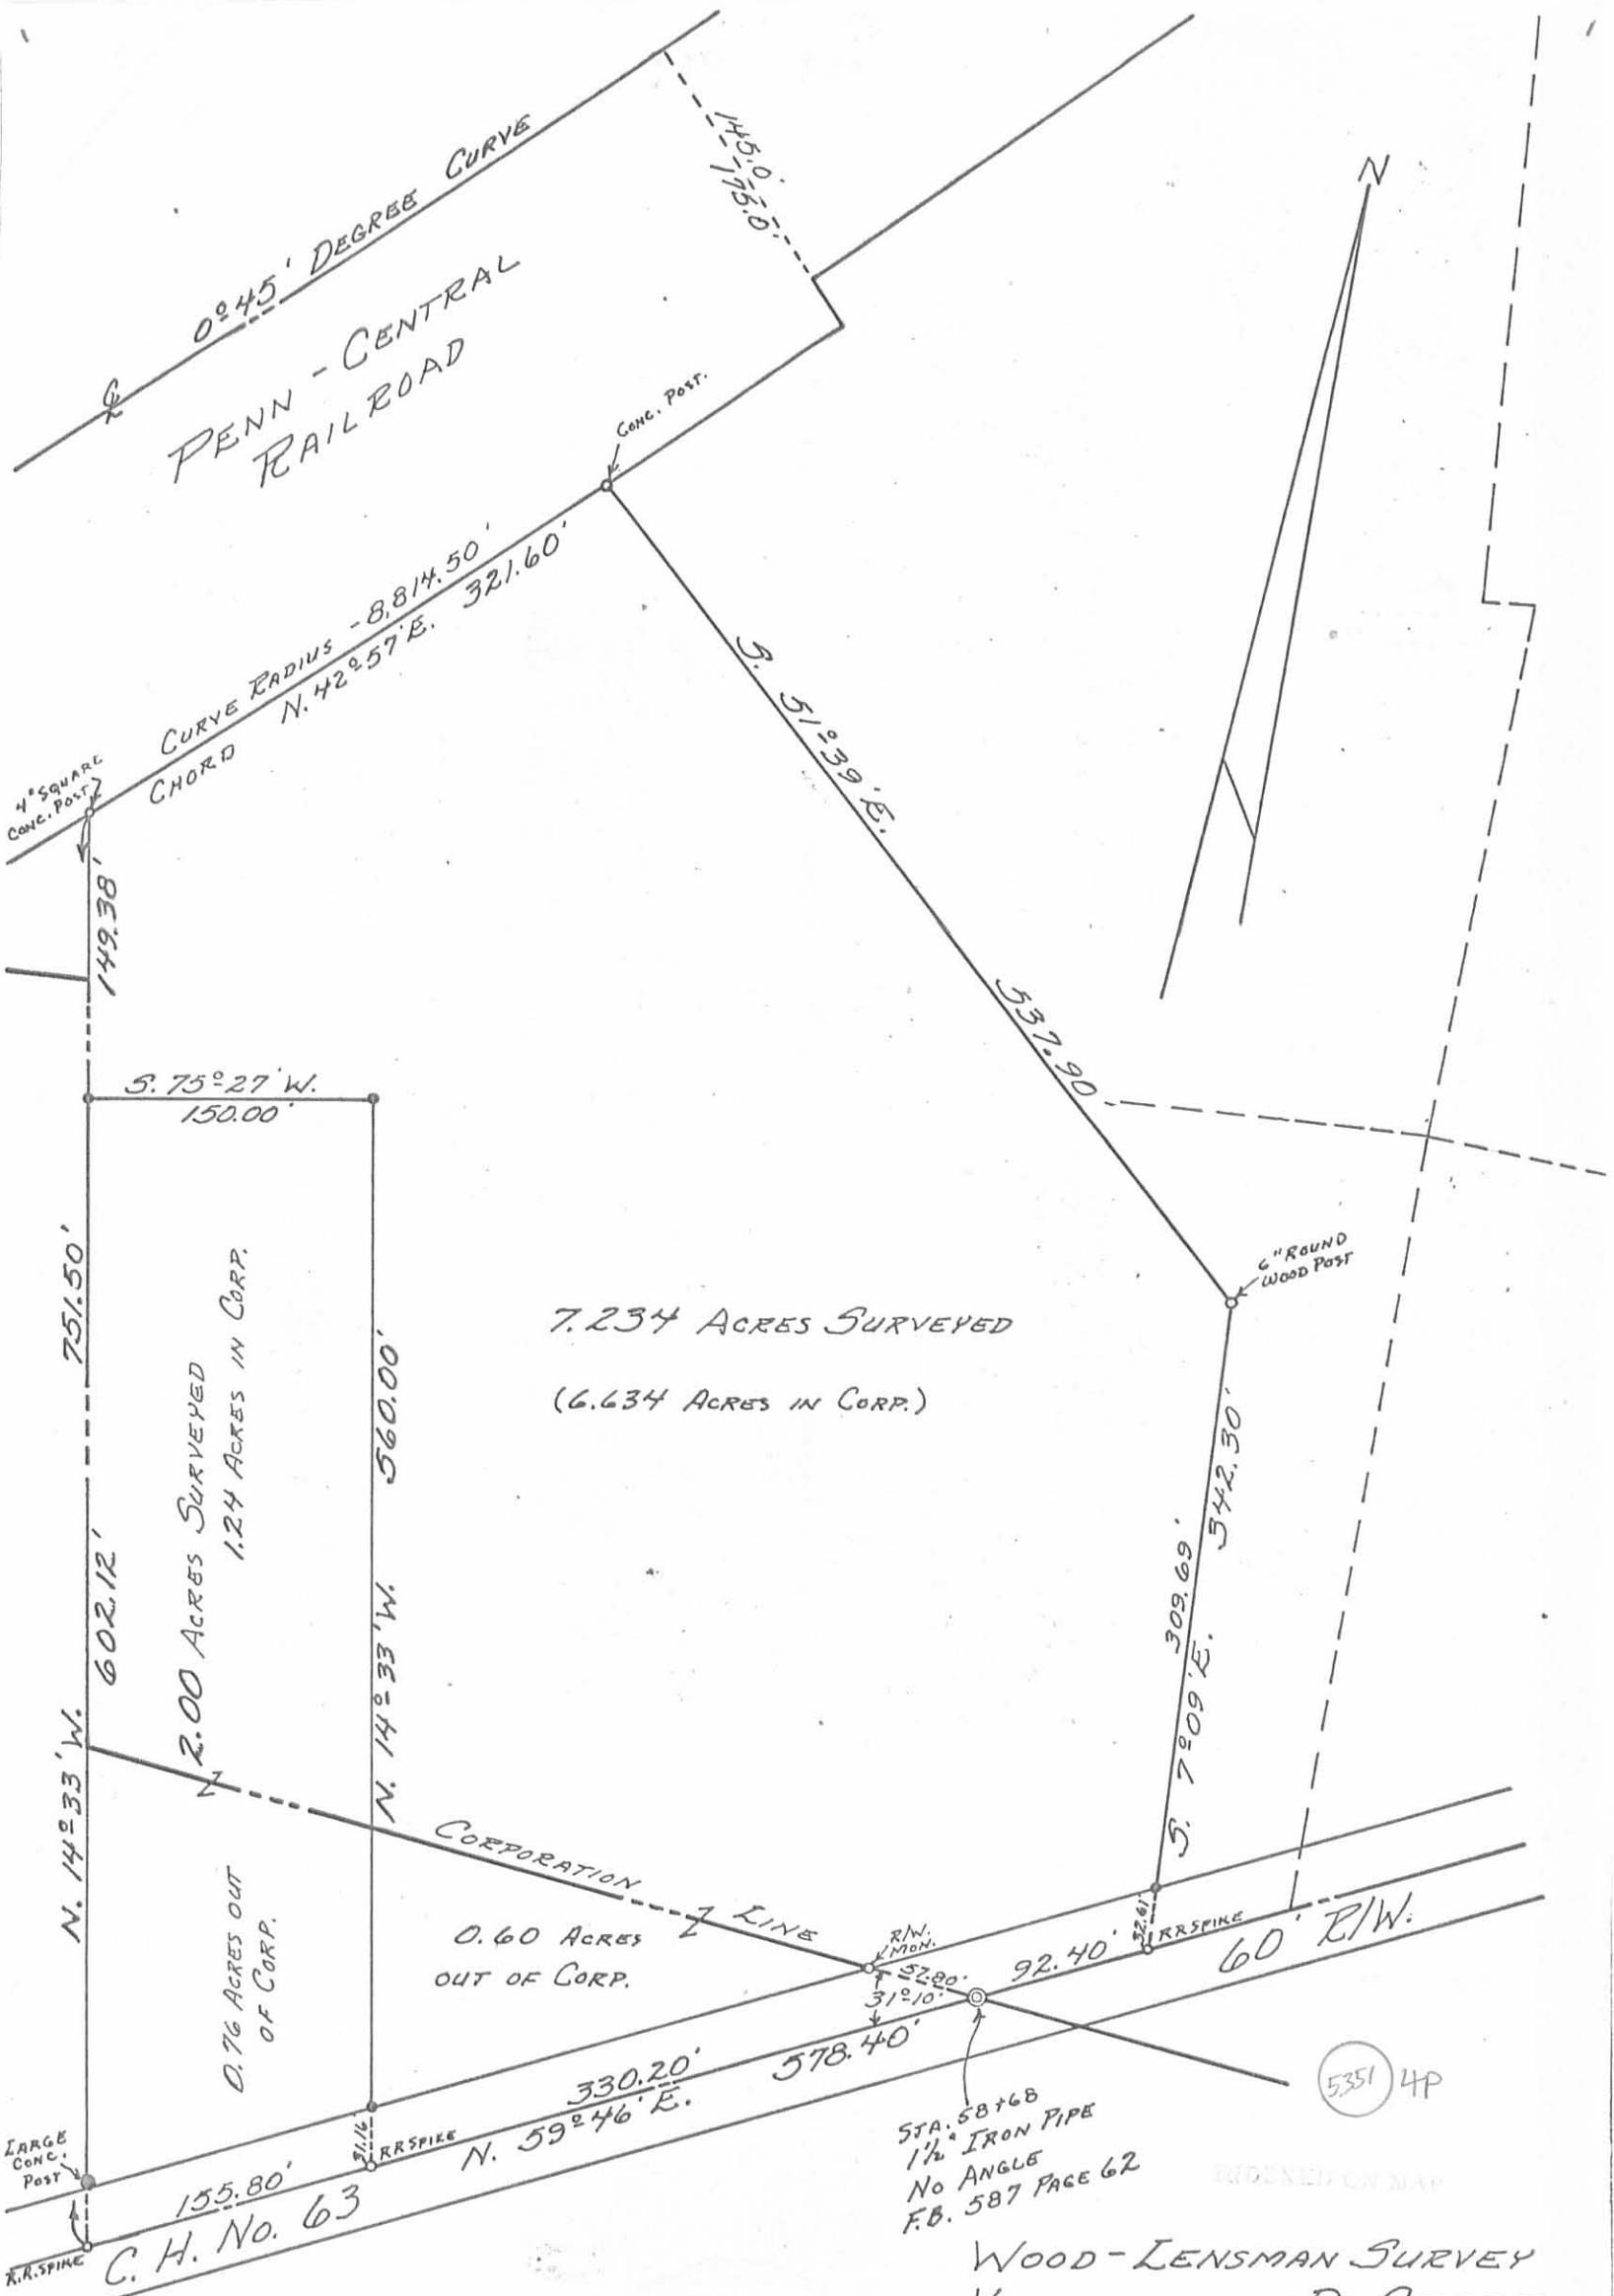 0°45' DEGREE CURVE
145.0'
175.0'
N
PENN - CENTRAL
RAILROAD
CONC. POST.
CURVE RADIUS - 8,814.50'
CHORD N. 42°57'E. 321.60'
4" SQUARE
CONC. POST.
149.38'
S. 51°39'E.
537.90
S. 75°27'W.
150.00'
751.50'
602.12'
N. 14°33'W.
2.00 ACRES SURVEYED
1.24 ACRES IN CORP.
560.00'
N. 14°33'W.
7.234 ACRES SURVEYED
(6.634 ACRES IN CORP.)
6" ROUND
WOOD POST
342.30'
309.69'
S. 7°09'E.
CORPORATION LINE
0.76 ACRES OUT
OF CORP.
0.60 ACRES
OUT OF CORP.
R/W.
MON.
57.80'
31°10'
92.40'
32.61'
RRSPIKE
60' R/W.
330.20'
578.40'
N. 59°46'E.
31.16'
RRSPIKE
LARGE
CONC.
POST
155.80'
R.R.SPIKE
C. H. No. 63
STA. 58+68
1½" IRON PIPE
NO ANGLE
F.B. 587 PAGE 62
5351 4P
INDEXED ON MAP
WOOD-LENSMAN SURVEY